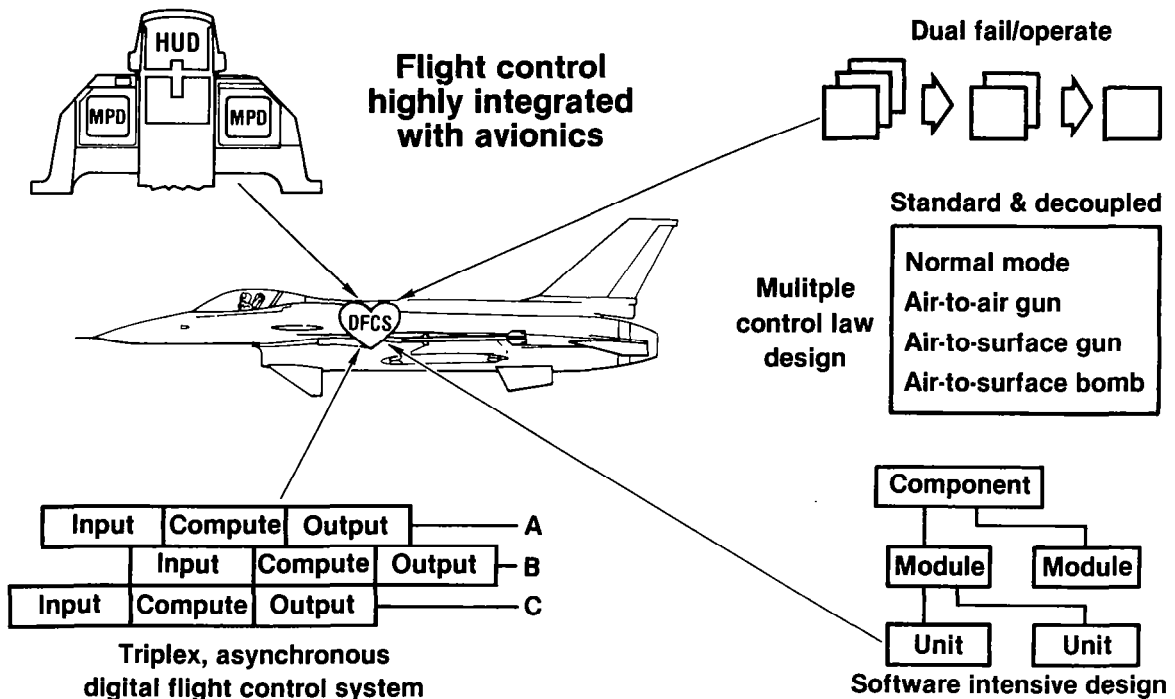 HUD
MPD
MPD
Flight control
highly integrated
with avionics
Dual fail/operate
DFCS
Mulitple
control law
design
Standard & decoupled
Normal mode
Air-to-air gun
Air-to-surface gun
Air-to-surface bomb
Input Compute Output A
Input Compute Output B
Input Compute Output C
Triplex, asynchronous
digital flight control system
Component
Module Module
Unit Unit
Software intensive design